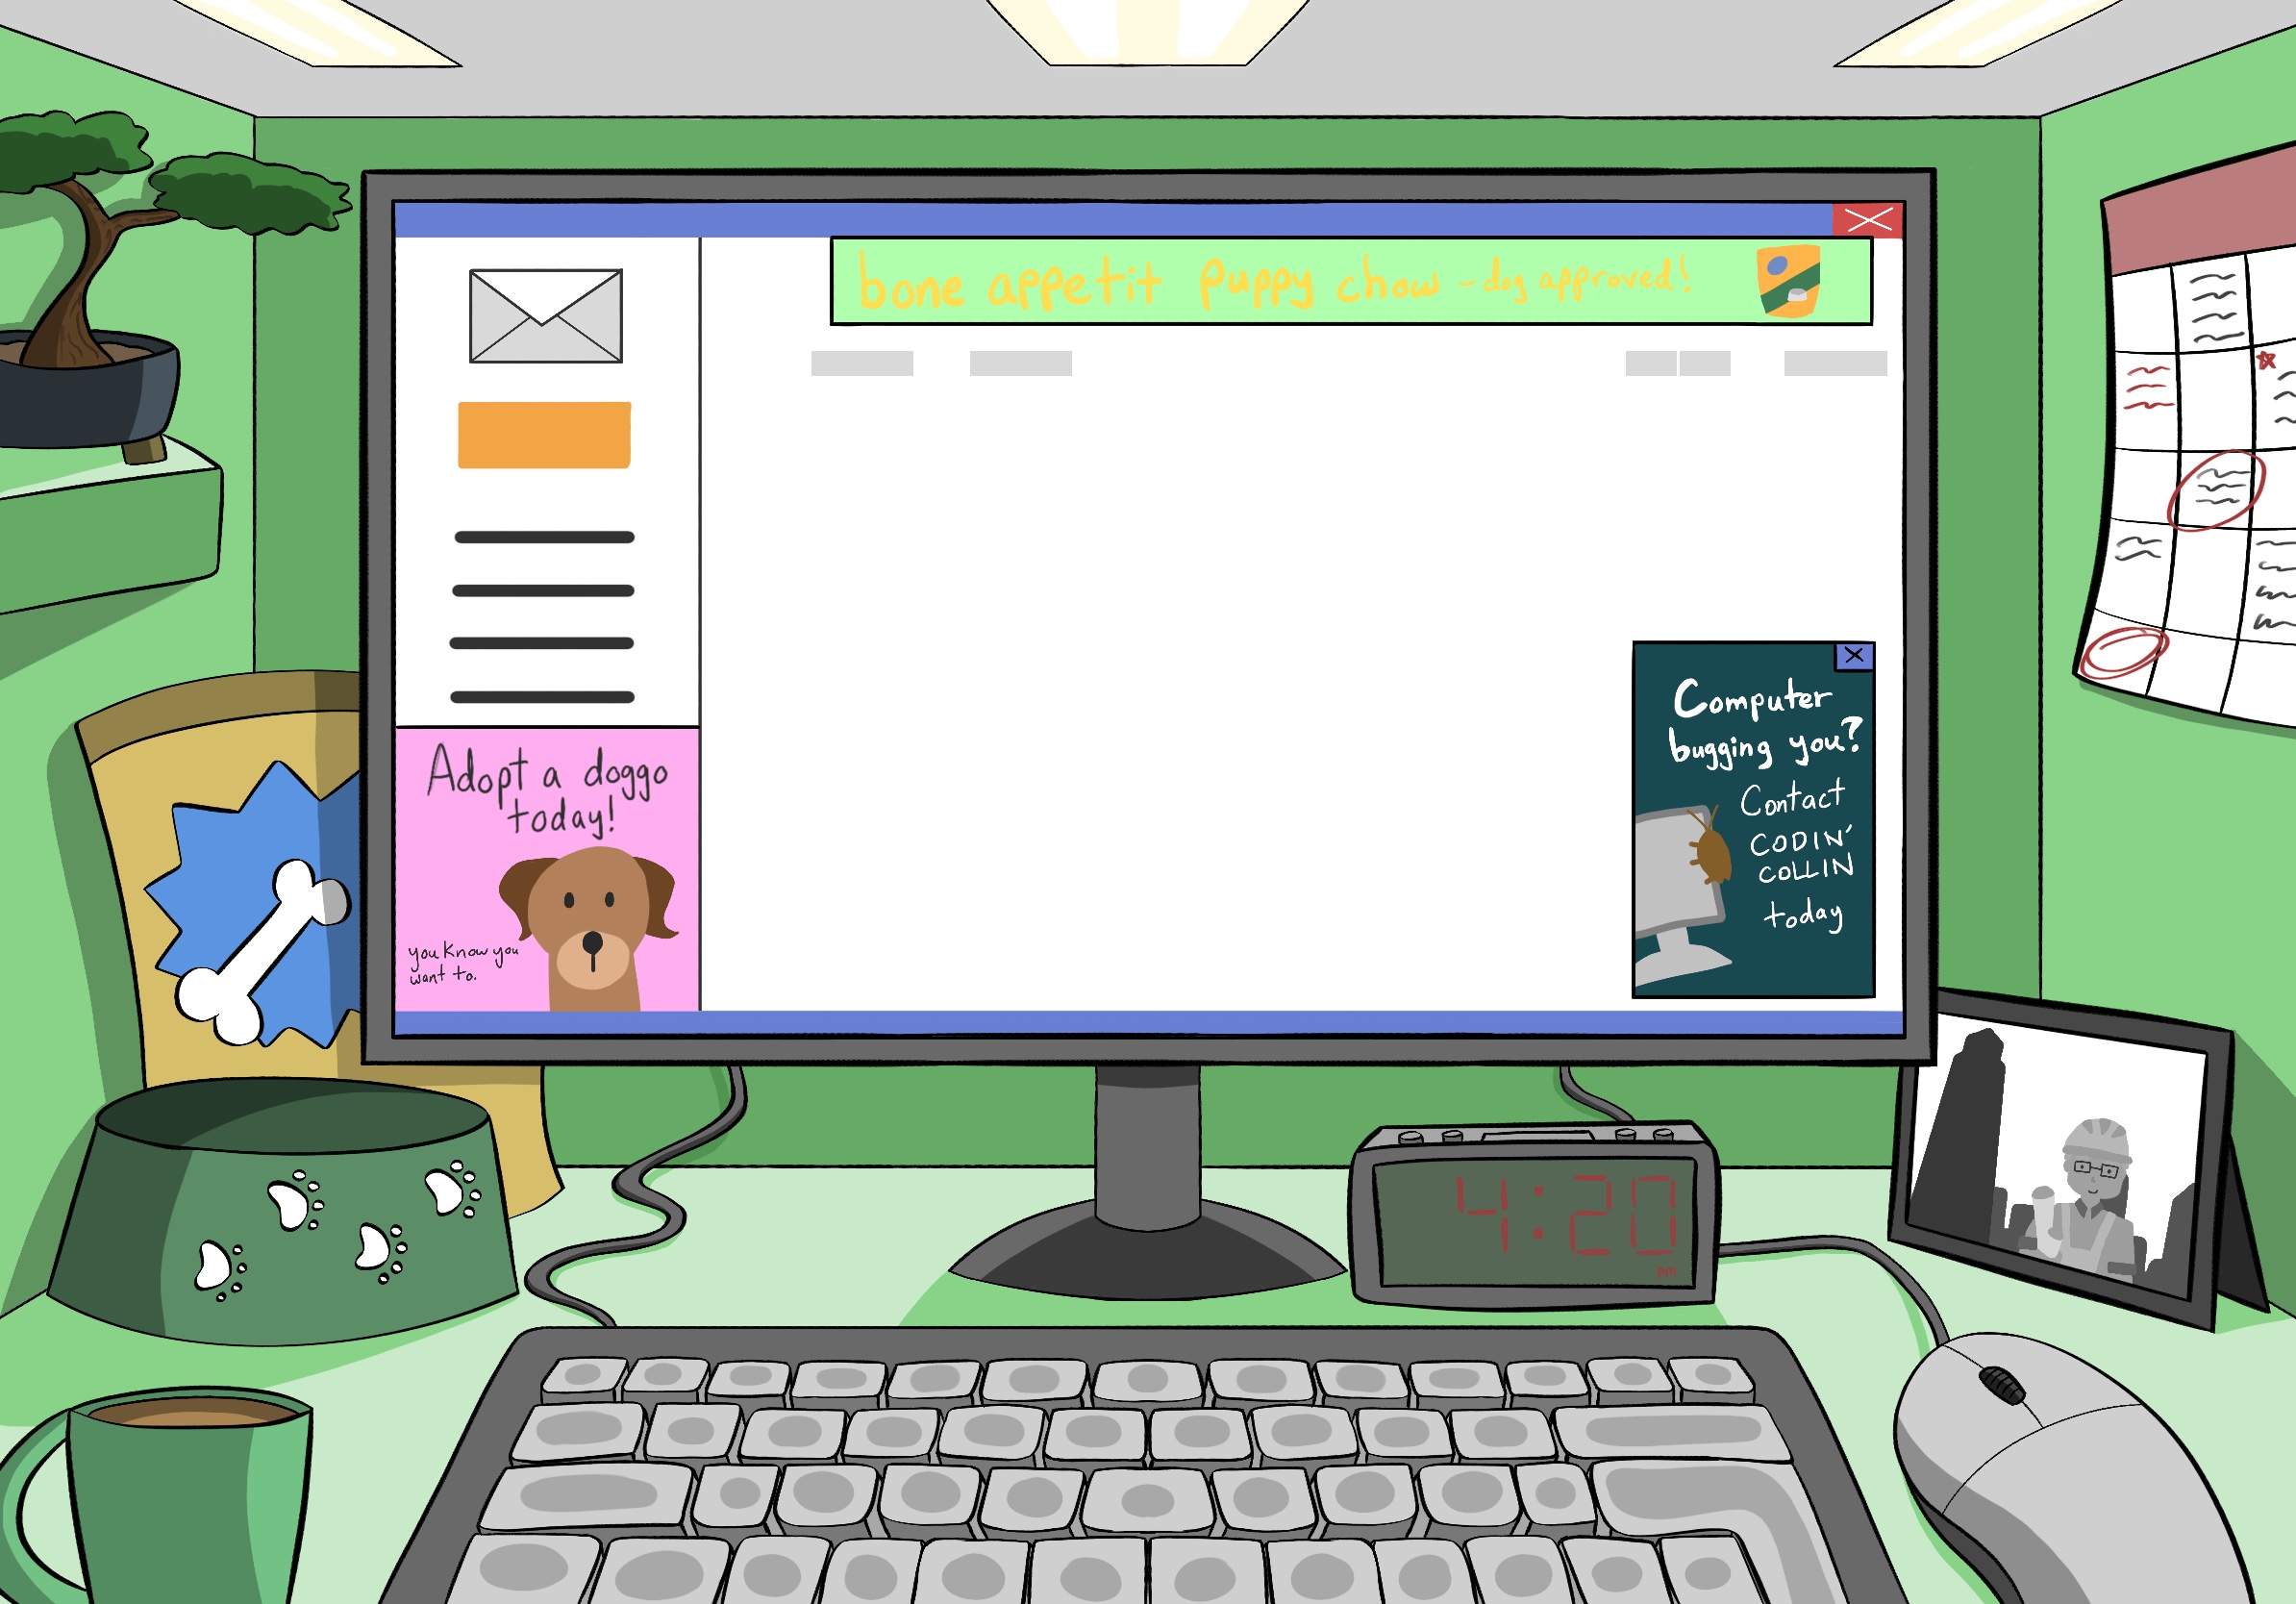 bone appetit puppy chow - dog approved!
Adopt a doggo
today!
you know you
want to.
Computer
bugging you?
Contact
CODIN'
COLLIN
today
4:20
PM